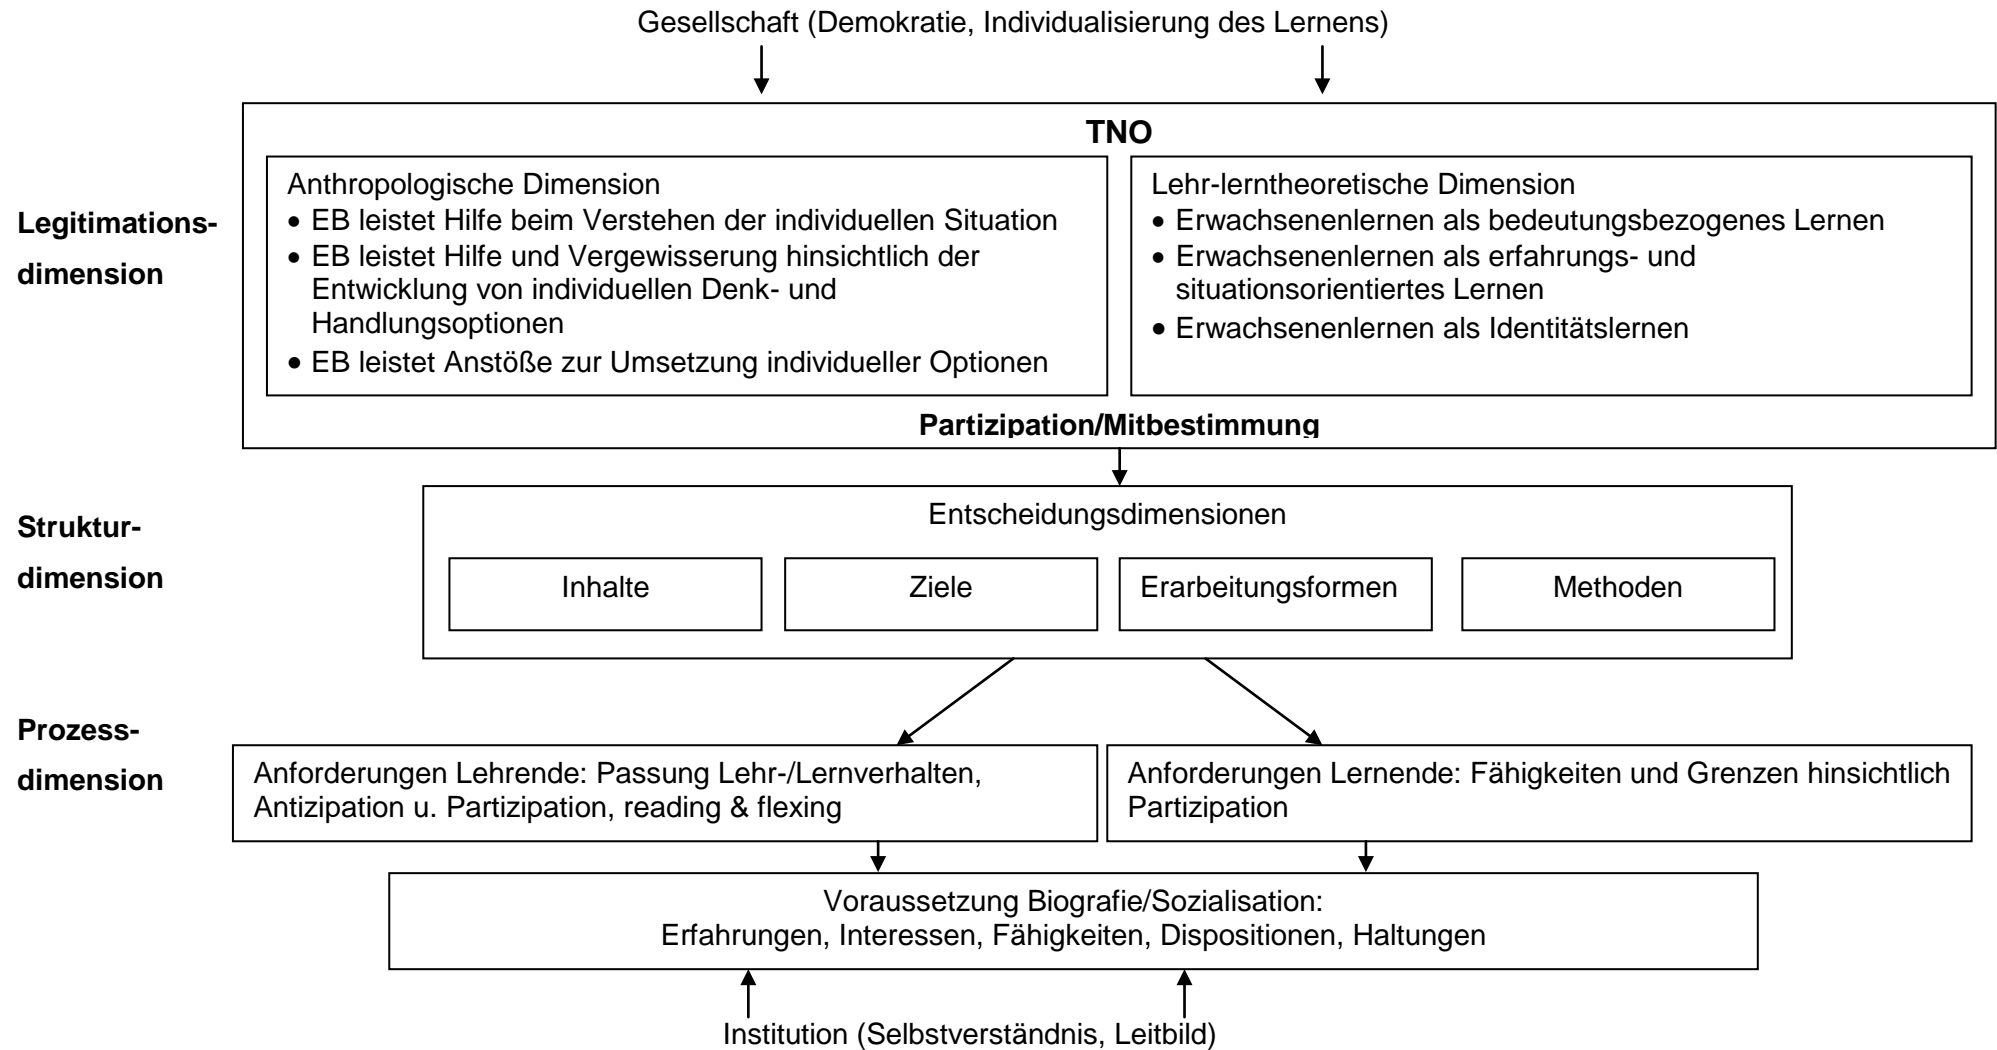 Gesellschaft (Demokratie, Individualisierung des Lernens)
TNO
Legitimations-
dimension
Anthropologische Dimension
• EB leistet Hilfe beim Verstehen der individuellen Situation
• EB leistet Hilfe und Vergewisserung hinsichtlich der
Entwicklung von individuellen Denk- und
Handlungsoptionen
• EB leistet Anstöße zur Umsetzung individueller Optionen
Lehr-lerntheoretische Dimension
• Erwachsenenlernen als bedeutungsbezogenes Lernen
• Erwachsenenlernen als erfahrungs- und
situationsorientiertes Lernen
• Erwachsenenlernen als Identitätslernen
Partizipation/Mitbestimmung
Struktur-
dimension
Entscheidungsdimensionen
Inhalte
Ziele
Erarbeitungsformen
Methoden
Prozess-
dimension
Anforderungen Lehrende: Passung Lehr-/Lernverhalten,
Antizipation u. Partizipation, reading & flexing
Anforderungen Lernende: Fähigkeiten und Grenzen hinsichtlich
Partizipation
Voraussetzung Biografie/Sozialisation:
Erfahrungen, Interessen, Fähigkeiten, Dispositionen, Haltungen
Institution (Selbstverständnis, Leitbild)